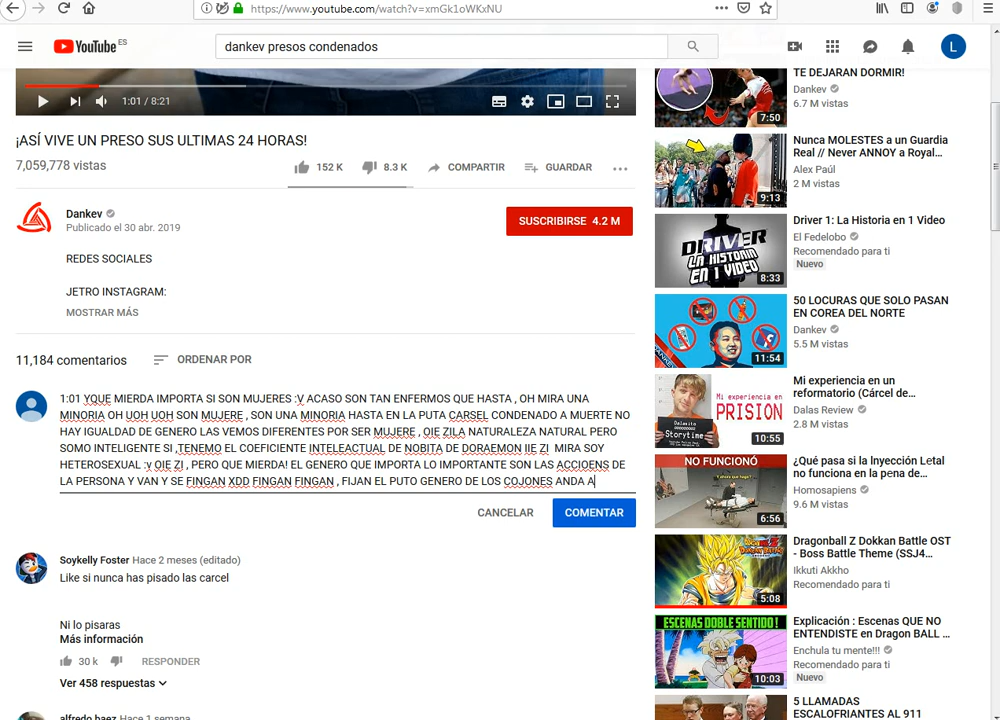 https://www.youtube.com/watch?v=xmGk1oWKxNU
YouTube ES
dankev presos condenados
L
1:01 / 8:21
¡ASÍ VIVE UN PRESO SUS ULTIMAS 24 HORAS!
7,059,778 vistas
152 K
8.3 K
COMPARTIR
GUARDAR
Dankev
Publicado el 30 abr. 2019
SUSCRIBIRSE 4.2 M
REDES SOCIALES
JETRO INSTAGRAM:
MOSTRAR MÁS
11,184 comentarios
ORDENAR POR
1:01 YQUE MIERDA IMPORTA SI SON MUJERES :V ACASO SON TAN ENFERMOS QUE HASTA , OH MIRA UNA
MINORIA OH UOH UOH SON MUJERE , SON UNA MINORIA HASTA EN LA PUTA CARSEL CONDENADO A MUERTE NO
HAY IGUALDAD DE GENERO LAS VEMOS DIFERENTES POR SER MUJERE , OIE ZILA NATURALEZA NATURAL PERO
SOMO INTELIGENTE SI ,TENEMO EL COEFICIENTE INTELEACTUAL DE NOBITA DE DORAEMON IIE ZI MIRA SOY
HETEROSEXUAL :v OIE ZI , PERO QUE MIERDA! EL GENERO QUE IMPORTA LO IMPORTANTE SON LAS ACCIOENS DE
LA PERSONA Y VAN Y SE FINGAN XDD FINGAN FINGAN , FIJAN EL PUTO GENERO DE LOS COJONES ANDA A
CANCELAR
COMENTAR
Soykelly Foster Hace 2 meses (editado)
Like si nunca has pisado las carcel
Ni lo pisaras
Más información
30 k
RESPONDER
Ver 458 respuestas
alfredo baez Hace 1 semana
TE DEJARAN DORMIR!
Dankev
6.7 M vistas
7:50
Nunca MOLESTES a un Guardia
Real // Never ANNOY a Royal...
Alex Paúl
2 M vistas
9:13
Driver 1: La Historia en 1 Video
El Fedelobo
Recomendado para ti
Nuevo
DRIVER
LA HISTORIA
EN 1 VIDEO
8:33
50 LOCURAS QUE SOLO PASAN
EN COREA DEL NORTE
Dankev
5.5 M vistas
11:54
Mi experiencia en un
reformatorio (Cárcel de...
Dalas Review
2.8 M vistas
Mi experiencia en
PRISION
Dalasito
Storytime
10:55
¿Qué pasa si la Inyección Letal
no funciona en la pena de...
Homosapiens
9.6 M vistas
NO FUNCIONÓ
6:56
Dragonball Z Dokkan Battle OST
- Boss Battle Theme (SSJ4...
Ikkuti Akkho
Recomendado para ti
5:08
Explicación : Escenas QUE NO
ENTENDISTE en Dragon BALL ...
Enchula tu mente!!!
Recomendado para ti
Nuevo
ESCENAS DOBLE SENTIDO !
10:03
5 LLAMADAS
ESCALOFRIANTES AL 911